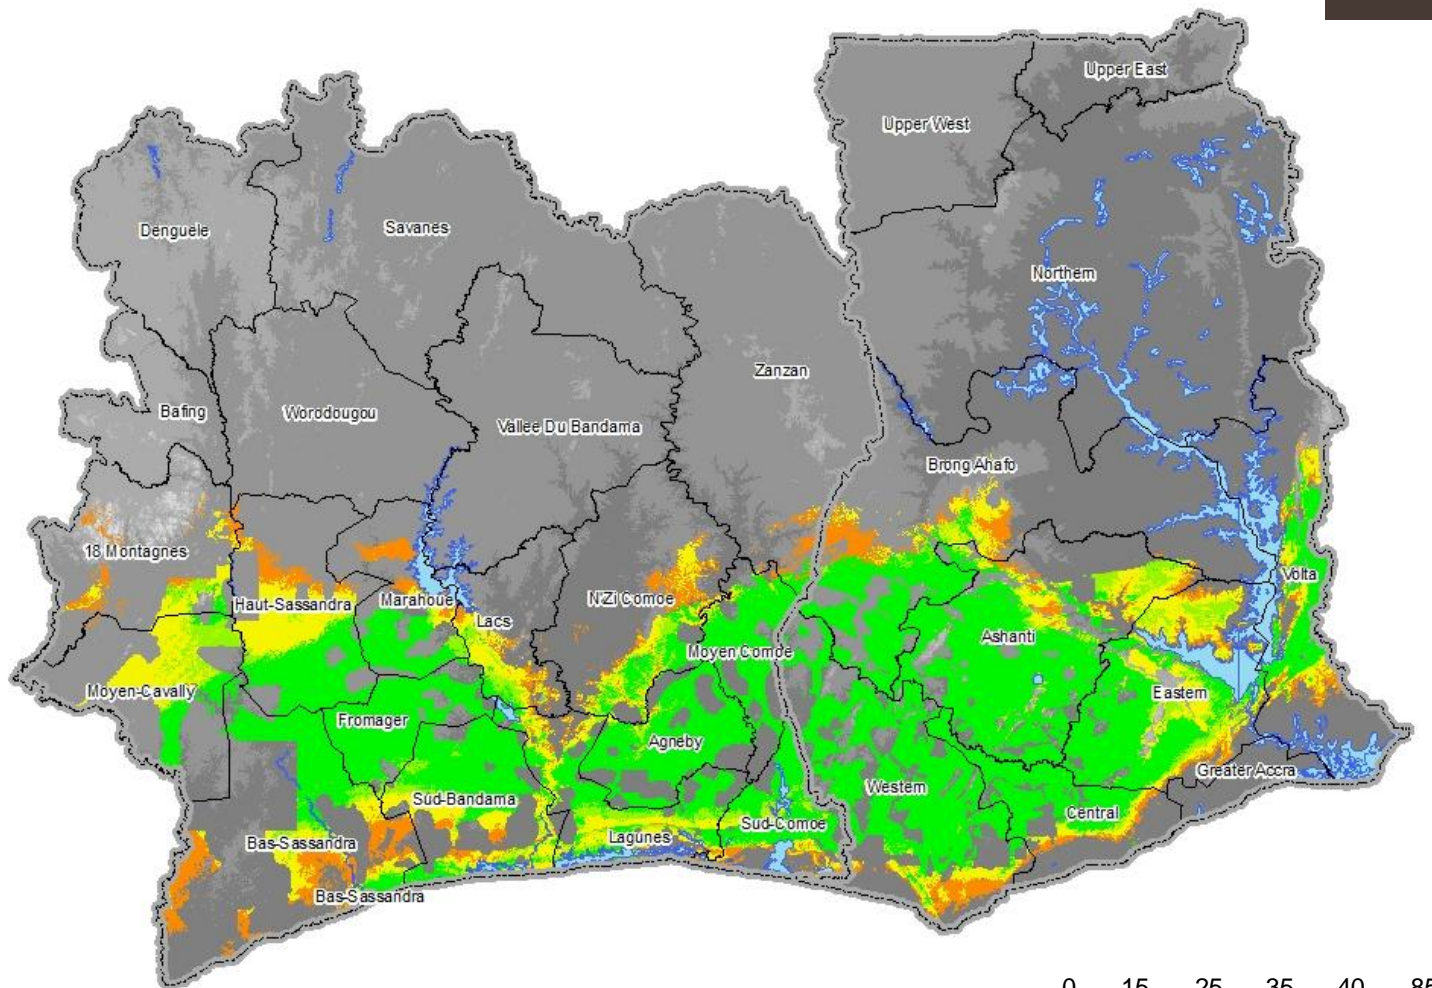 Upper East
Upper West
Denguele
Savanes
Northern
Zanzan
Bafing
Worodougou
Vallee Du Bandama
Brong Ahafo
18 Montagnes
Volta
Haut-Sassandra
Marahoue
N'Zi Comoe
Lacs
Ashanti
Moyen Comoe
Moyen-Cavally
Eastern
Fromager
Agneby
Greater Accra
Western
Sud-Bandama
Central
Sud-Comoe
Lagunes
Bas-Sassandra
Bas-Sassandra
0 15 25 35 40 85